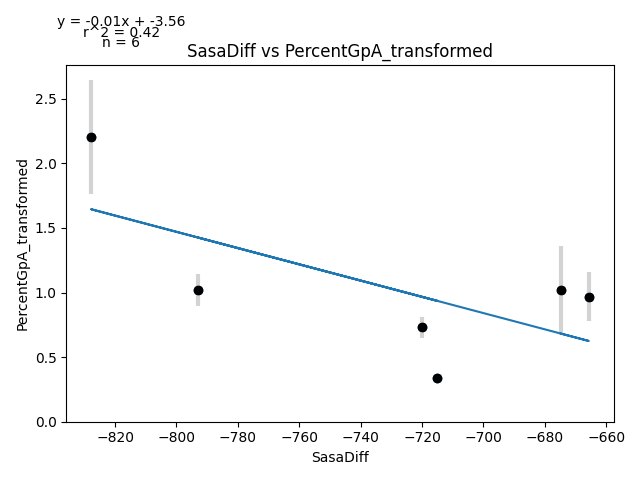 y = -0.01x + -3.56
r^2 = 0.42
n = 6
SasaDiff vs PercentGpA_transformed
2.5
2.0
1.5
1.0
0.5
0.0
PercentGpA_transformed
−820 −800 −780 −760 −740 −720 −700 −680 −660
SasaDiff